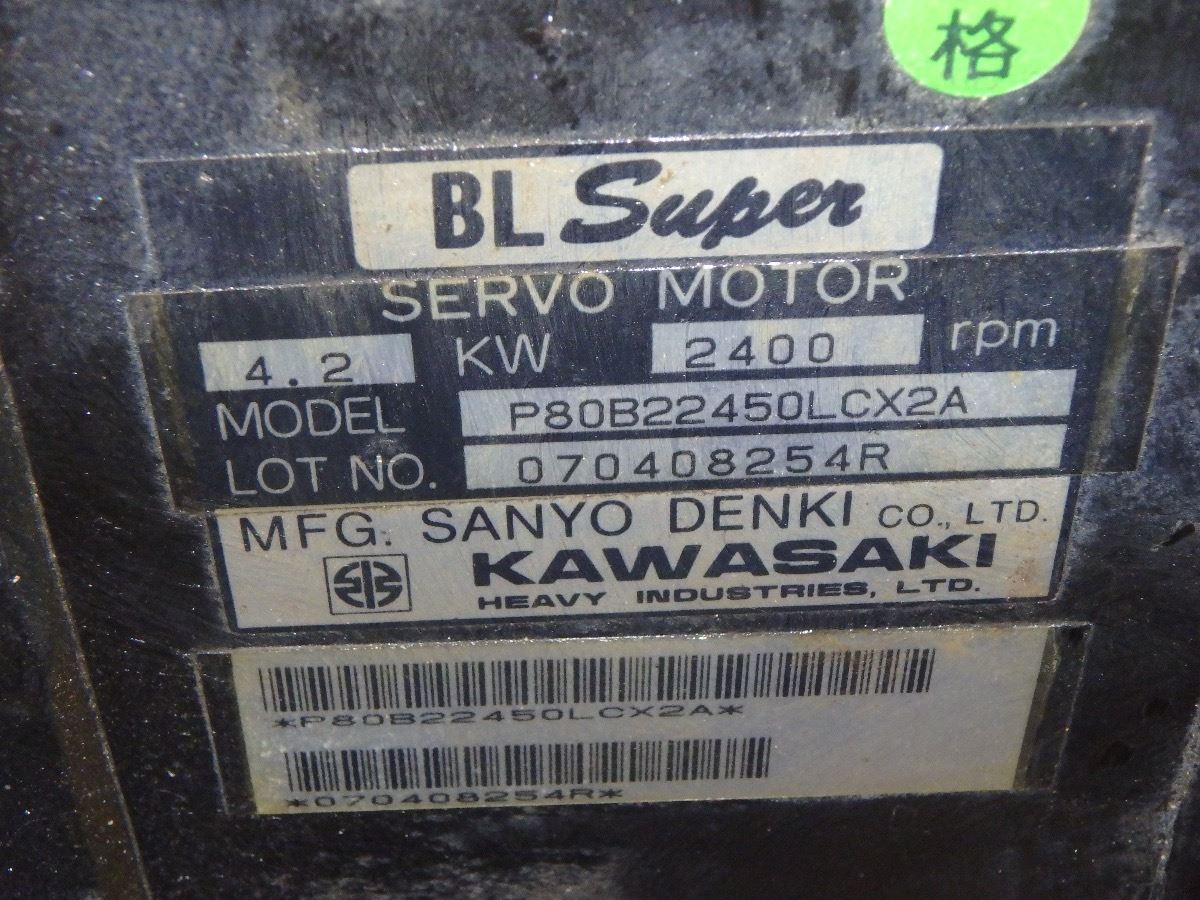 格
BL Super
SERVO MOTOR
4.2 KW 2400 rpm
MODEL P80B22450LCX2A
LOT NO. 070408254R
MFG: SANYO DENKI CO., LTD.
KAWASAKI
HEAVY INDUSTRIES, LTD.
*P80B22450LCX2A*
*070408254R*